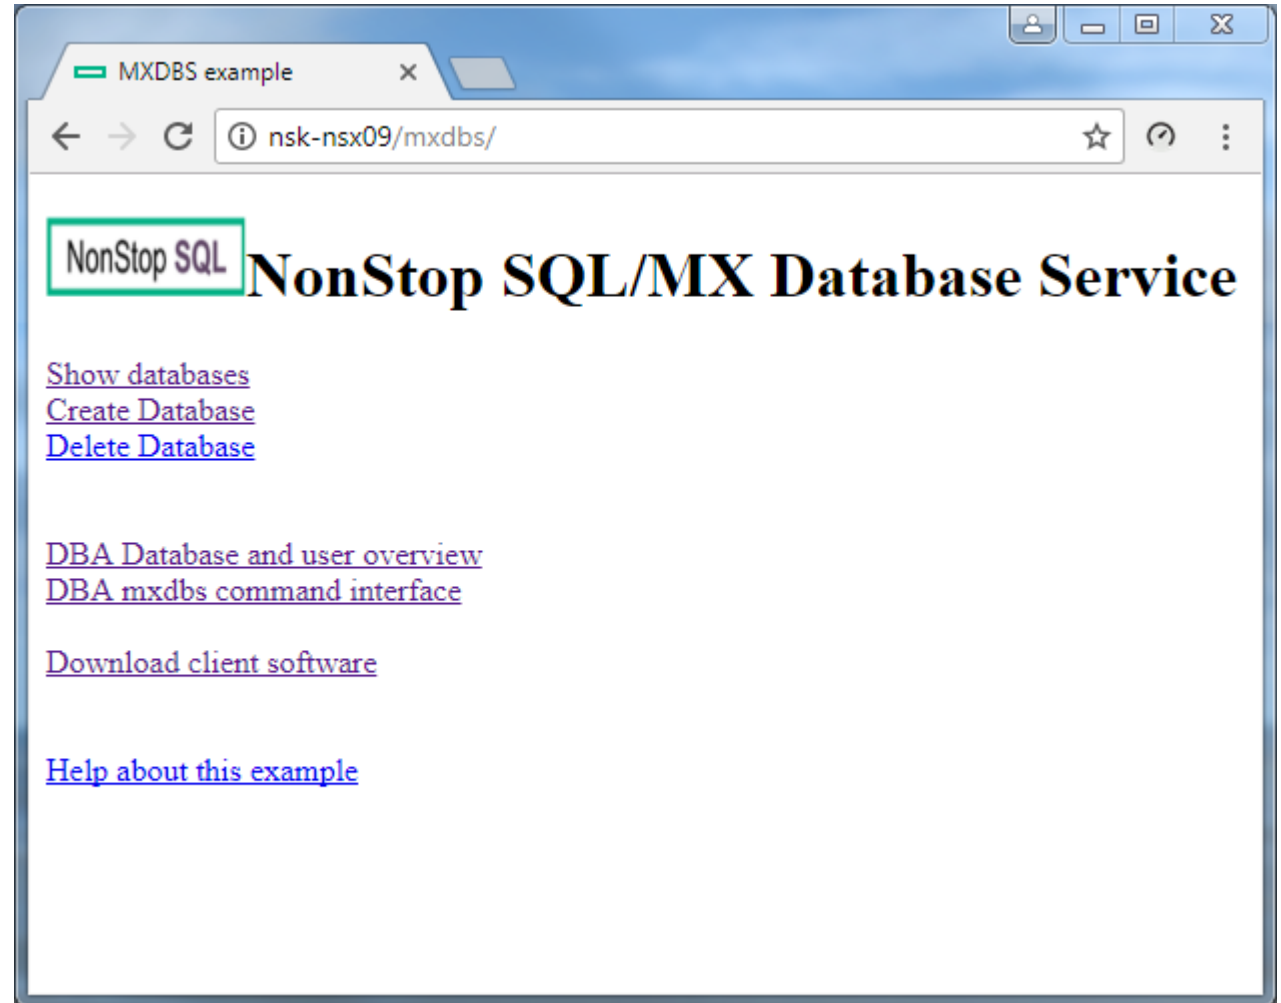 MXDBS example
nsk-nsx09/mxdbs/
NonStop SQL NonStop SQL/MX Database Service
Show databases
Create Database
Delete Database
DBA Database and user overview
DBA mxdbs command interface
Download client software
Help about this example